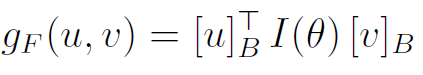 g_F(u, v) = [u]_B^⊤ I(θ) [v]_B